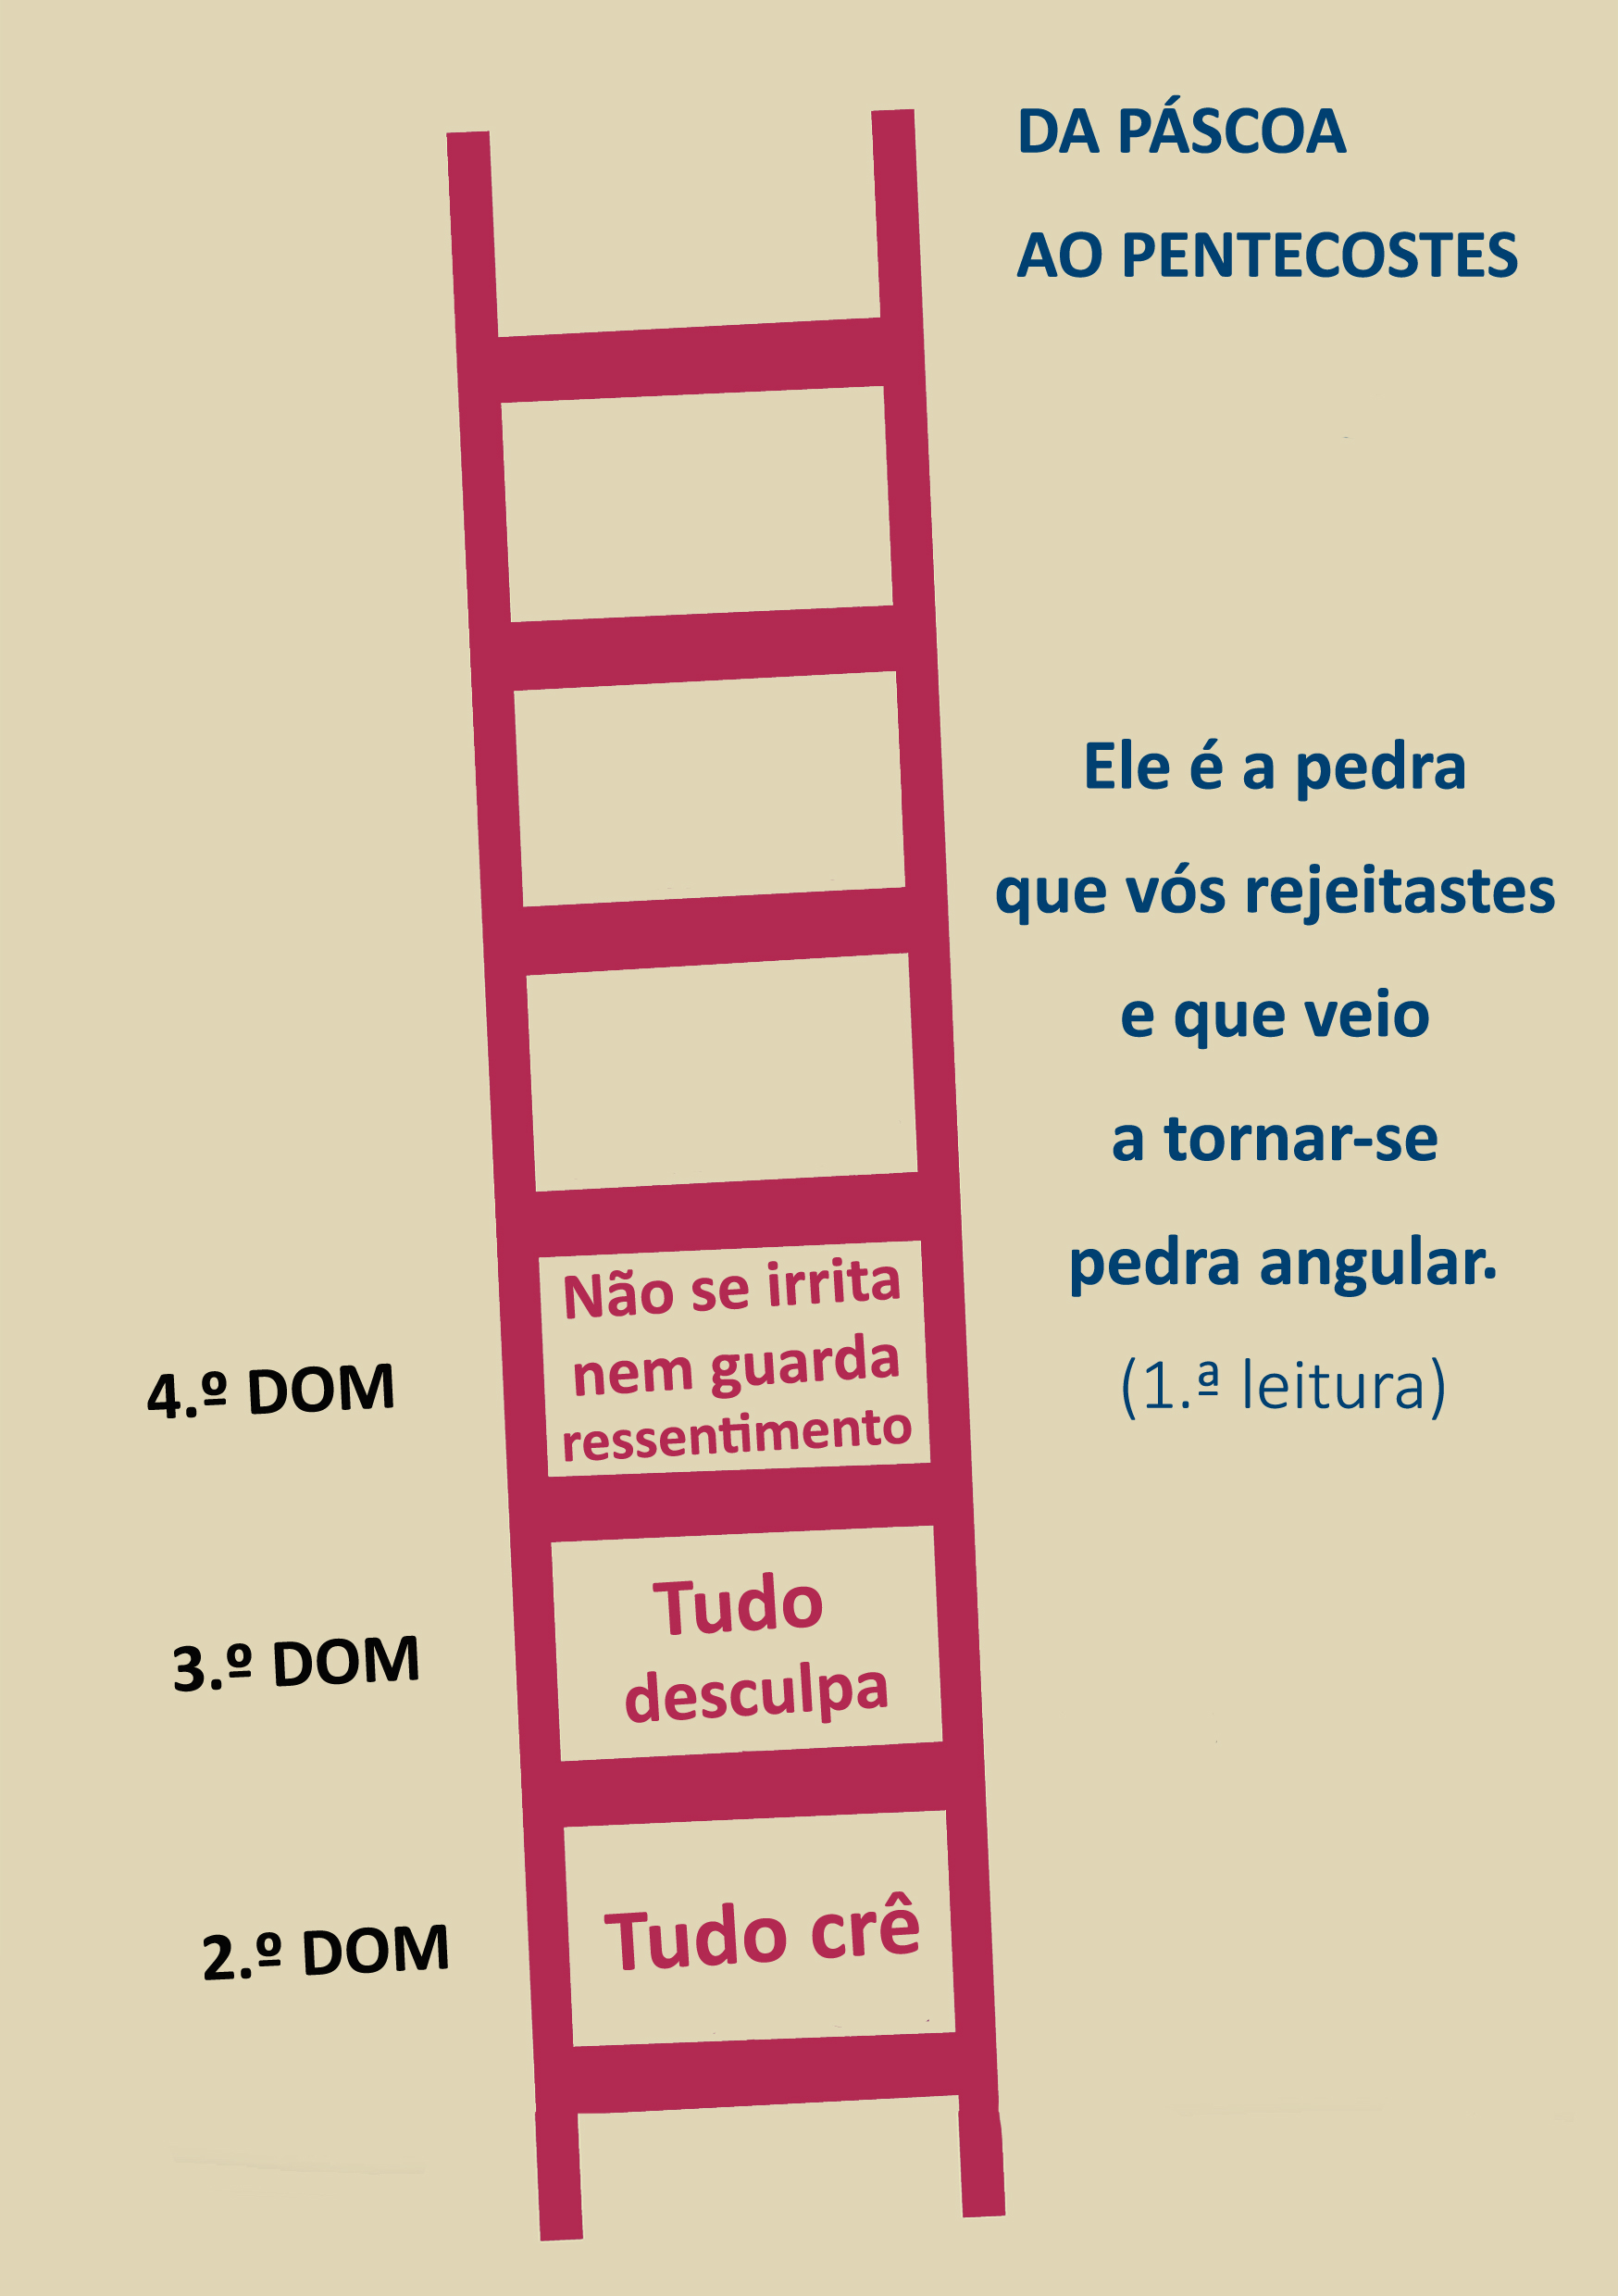 DA PÁSCOA
AO PENTECOSTES
Ele é a pedra
que vós rejeitastes
e que veio
a tornar-se
pedra angular.
(1.ª leitura)
4.º DOM
Não se irrita
nem guarda
ressentimento
3.º DOM
Tudo
desculpa
2.º DOM
Tudo crê